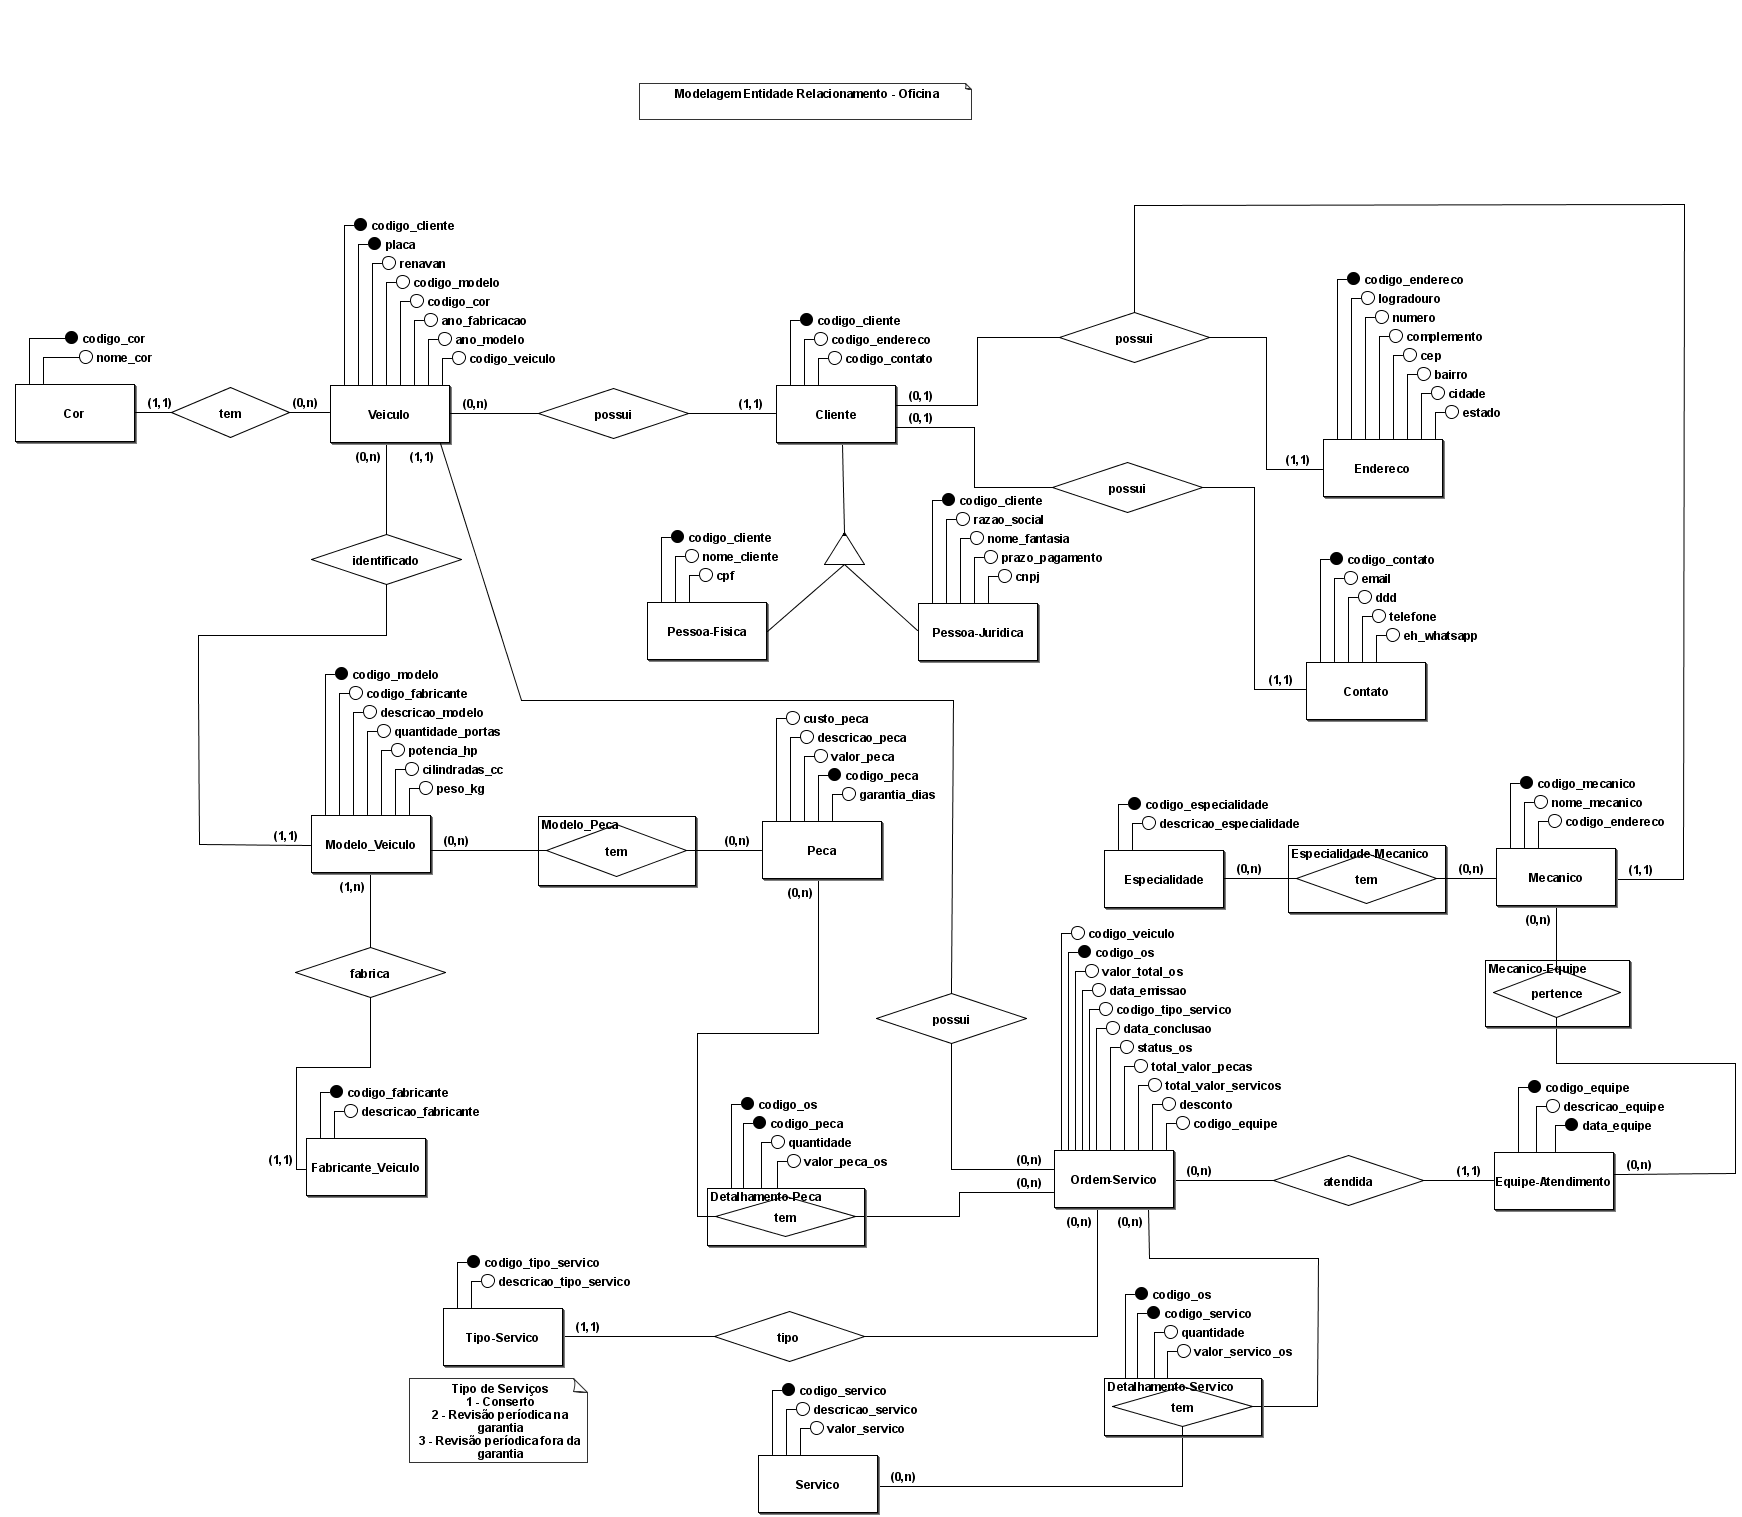 Modelagem Entidade Relacionamento - Oficina
codigo_cliente
placa
renavan
codigo_modelo
codigo_cor
ano_fabricacao
ano_modelo
codigo_veiculo
codigo_cor
nome_cor
Cor
(1,1)
tem
(0,n)
Veiculo
(0,n)
possui
(1,1)
codigo_cliente
codigo_endereco
codigo_contato
Cliente
(0,1)
(0,1)
possui
codigo_endereco
logradouro
numero
complemento
cep
bairro
cidade
estado
(1,1)
Endereco
possui
codigo_contato
email
ddd
telefone
eh_whatsapp
(1,1)
Contato
(0,n)
(1,1)
identificado
codigo_cliente
nome_cliente
cpf
Pessoa-Fisica
codigo_cliente
razao_social
nome_fantasia
prazo_pagamento
cnpj
Pessoa-Juridica
codigo_modelo
codigo_fabricante
descricao_modelo
quantidade_portas
potencia_hp
cilindradas_cc
peso_kg
(1,1)
Modelo_Veiculo
(0,n)
Modelo_Peca
tem
(0,n)
custo_peca
descricao_peca
valor_peca
codigo_peca
garantia_dias
Peca
(0,n)
(1,n)
fabrica
codigo_fabricante
descricao_fabricante
(1,1)
Fabricante_Veiculo
codigo_especialidade
descricao_especialidade
Especialidade
(0,n)
Especialidade-Mecanico
tem
(0,n)
codigo_mecanico
nome_mecanico
codigo_endereco
Mecanico
(1,1)
(0,n)
Mecanico-Equipe
pertence
possui
codigo_veiculo
codigo_os
valor_total_os
data_emissao
codigo_tipo_servico
data_conclusao
status_os
total_valor_pecas
total_valor_servicos
desconto
codigo_equipe
(0,n)
(0,n)
Ordem-Servico
(0,n)
atendida
(1,1)
codigo_equipe
descricao_equipe
data_equipe
Equipe-Atendimento
(0,n)
codigo_os
codigo_peca
quantidade
valor_peca_os
Detalhamento-Peca
tem
(0,n)
(0,n)
codigo_tipo_servico
descricao_tipo_servico
Tipo-Servico
(1,1)
tipo
Tipo de Serviços
1 - Conserto
2 - Revisão períodica na
garantia
3 - Revisão períodica fora da
garantia
codigo_os
codigo_servico
quantidade
valor_servico_os
Detalhamento-Servico
tem
codigo_servico
descricao_servico
valor_servico
Servico
(0,n)